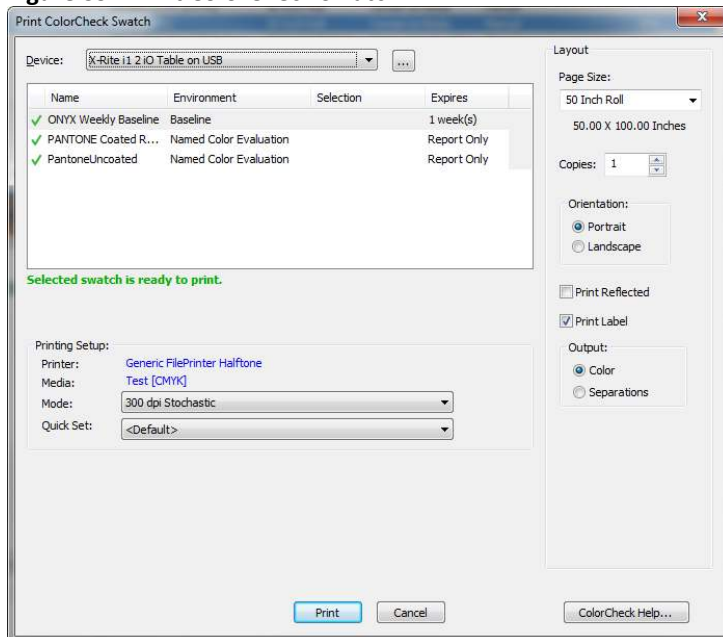 Print ColorCheck Swatch
Device: X-Rite i1 2 iO Table on USB ...
Name Environment Selection Expires
ONYX Weekly Baseline Baseline 1 week(s)
PANTONE Coated R... Named Color Evaluation Report Only
PantoneUncoated Named Color Evaluation Report Only
Selected swatch is ready to print.
Printing Setup:
Printer: Generic FilePrinter Halftone
Media: Test [CMYK]
Mode: 300 dpi Stochastic
Quick Set: <Default>
Layout
Page Size:
50 Inch Roll
50.00 X 100.00 Inches
Copies: 1
Orientation:
Portrait
Landscape
Print Reflected
Print Label
Output:
Color
Separations
Print Cancel ColorCheck Help...